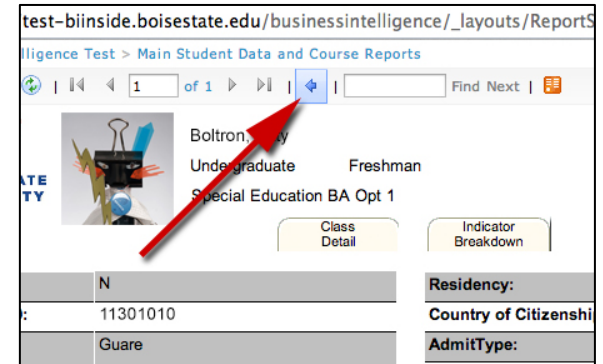 test-biinside.boisestate.edu/businessintelligence/_layouts/ReportS
lligence Test > Main Student Data and Course Reports
1 of 1 Find Next
Boltron,
Undergraduate Freshman
ATE
TY
Special Education BA Opt 1
Class
Detail
Indicator
Breakdown
N Residency:
: 11301010 Country of Citizenshi
Guare AdmitType: